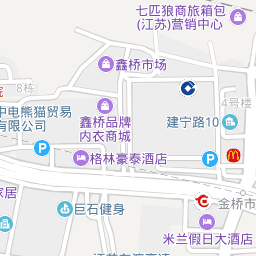 七匹狼商旅箱包
(江苏)营销中心
鑫桥市场
8栋
院
4号楼
中电熊猫贸易
有限公司
鑫桥品牌
内衣商城
建宁路10
P
P
格林豪泰酒店
家居
巨石健身
金桥市
米兰假日大酒店